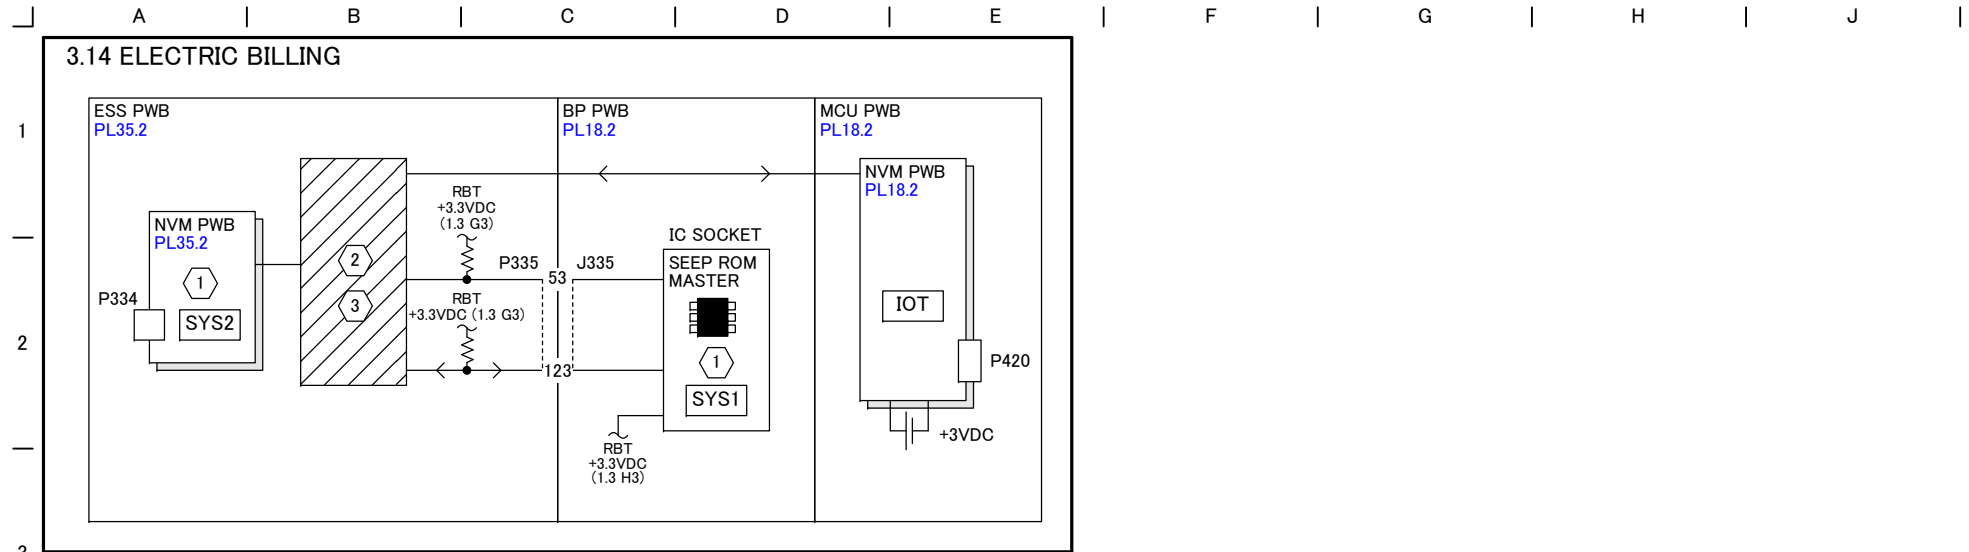 A B C D E F G H J
3.14 ELECTRIC BILLING
1
2
ESS PWB
PL35.2
BP PWB
PL18.2
MCU PWB
PL18.2
NVM PWB
PL35.2
1
SYS2
P334
2
3
RBT
+3.3VDC
(1.3 G3)
P335
53
J335
RBT
+3.3VDC (1.3 G3)
123
IC SOCKET
SEEP ROM
MASTER
1
SYS1
RBT
+3.3VDC
(1.3 H3)
NVM PWB
PL18.2
IOT
P420
+3VDC